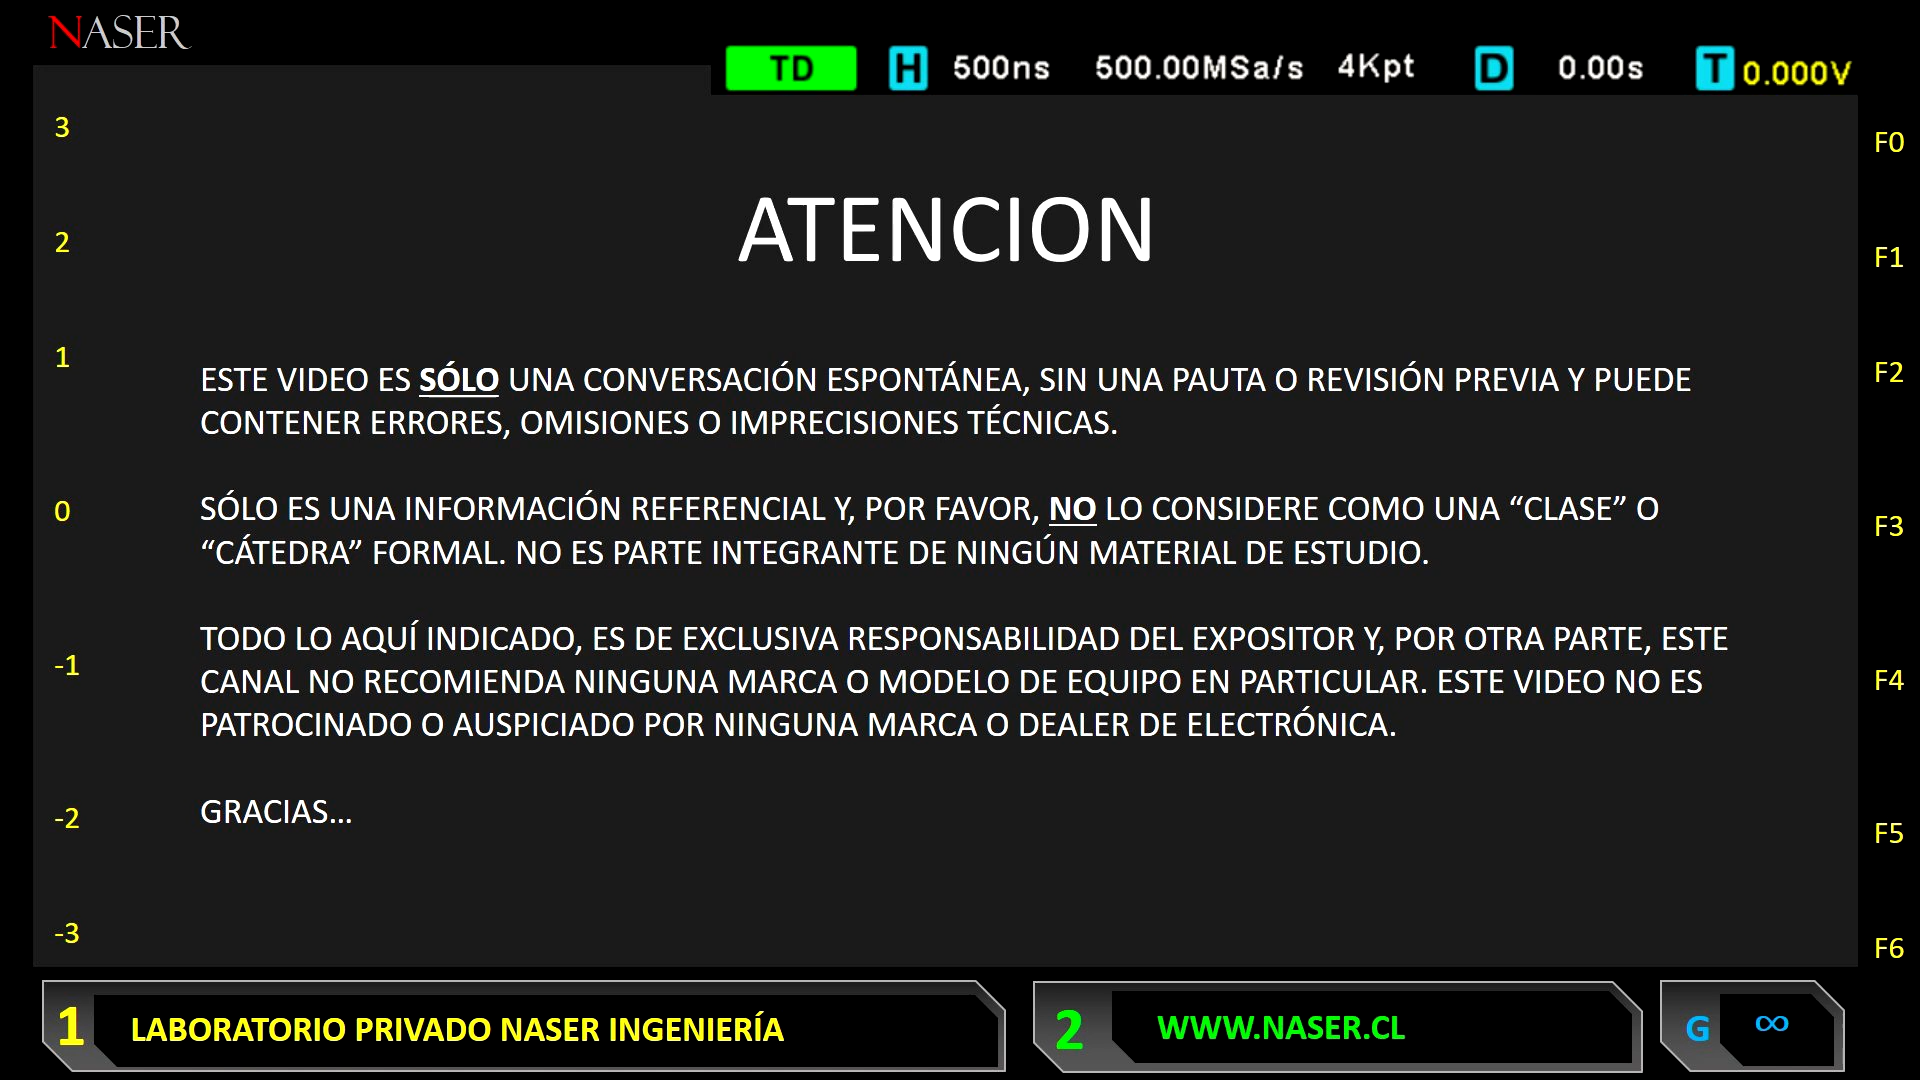 NASER
TD H 500ns 500.00MSa/s 4Kpt D 0.00s T 0.000V
3
F0
ATENCION
2
F1
1
F2
ESTE VIDEO ES SÓLO UNA CONVERSACIÓN ESPONTÁNEA, SIN UNA PAUTA O REVISIÓN PREVIA Y PUEDE
CONTENER ERRORES, OMISIONES O IMPRECISIONES TÉCNICAS.
0
F3
SÓLO ES UNA INFORMACIÓN REFERENCIAL Y, POR FAVOR, NO LO CONSIDERE COMO UNA “CLASE” O
“CÁTEDRA” FORMAL. NO ES PARTE INTEGRANTE DE NINGÚN MATERIAL DE ESTUDIO.
TODO LO AQUÍ INDICADO, ES DE EXCLUSIVA RESPONSABILIDAD DEL EXPOSITOR Y, POR OTRA PARTE, ESTE
-1
F4
CANAL NO RECOMIENDA NINGUNA MARCA O MODELO DE EQUIPO EN PARTICULAR. ESTE VIDEO NO ES
PATROCINADO O AUSPICIADO POR NINGUNA MARCA O DEALER DE ELECTRÓNICA.
GRACIAS...
-2
F5
-3
F6
1 LABORATORIO PRIVADO NASER INGENIERÍA
2 WWW.NASER.CL
G ∞